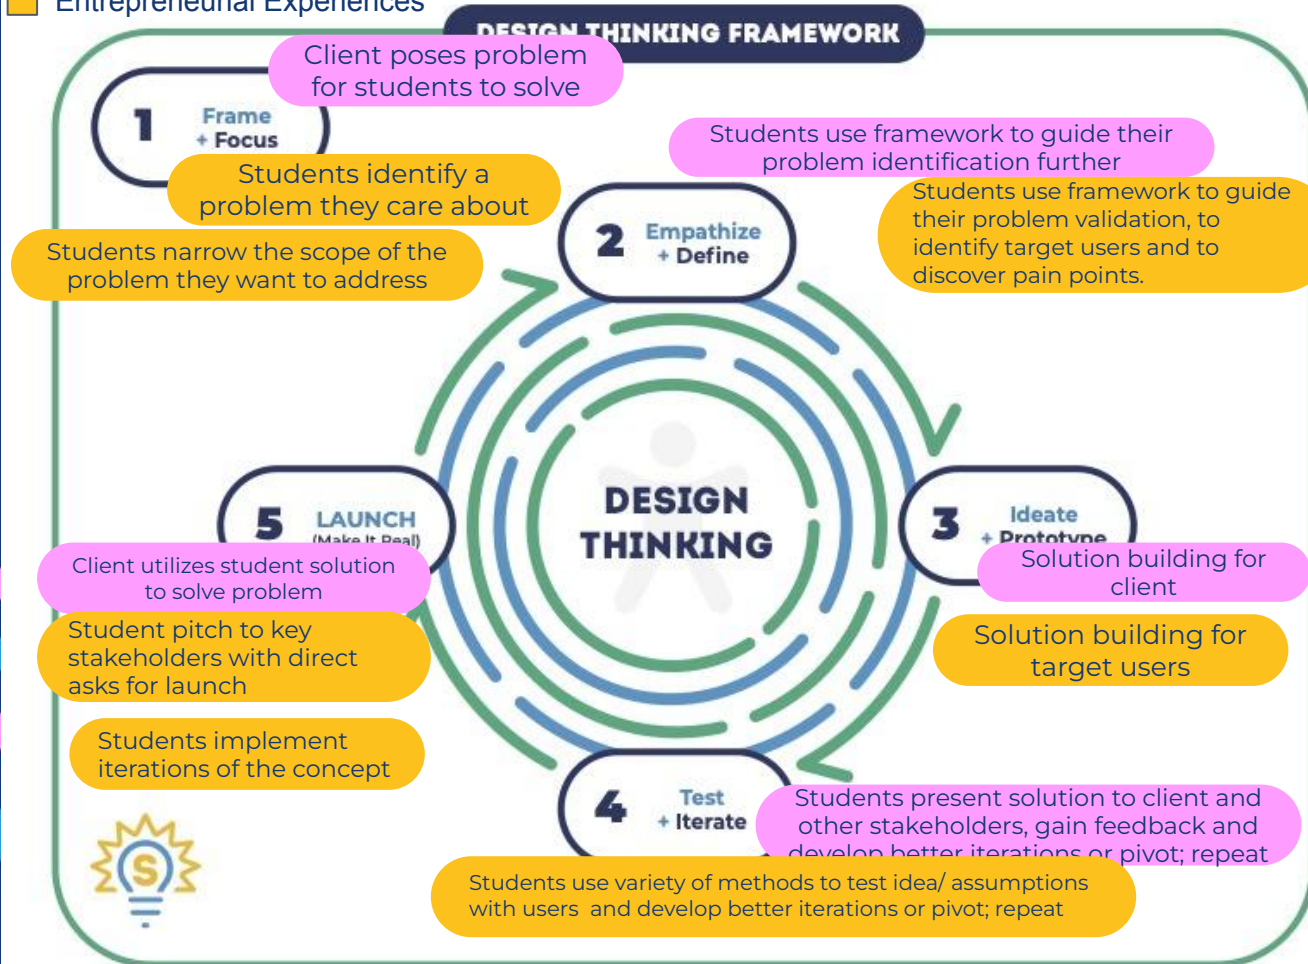 Entrepreneurial Experiences
DESIGN THINKING FRAMEWORK
Client poses problem
for students to solve
1
Frame
+ Focus
Students identify a
problem they care about
Students narrow the scope of the
problem they want to address
Students use framework to guide their
problem identification further
Students use framework to guide
their problem validation, to
identify target users and to
discover pain points.
2
Empathize
+ Define
DESIGN
THINKING
3
Ideate
+ Prototype
Solution building for
client
Solution building for
target users
4
Test
+ Iterate
Students present solution to client and
other stakeholders, gain feedback and
develop better iterations or pivot; repeat
Students use variety of methods to test idea/ assumptions
with users and develop better iterations or pivot; repeat
5
LAUNCH
(Make It Real)
Client utilizes student solution
to solve problem
Student pitch to key
stakeholders with direct
asks for launch
Students implement
iterations of the concept
S